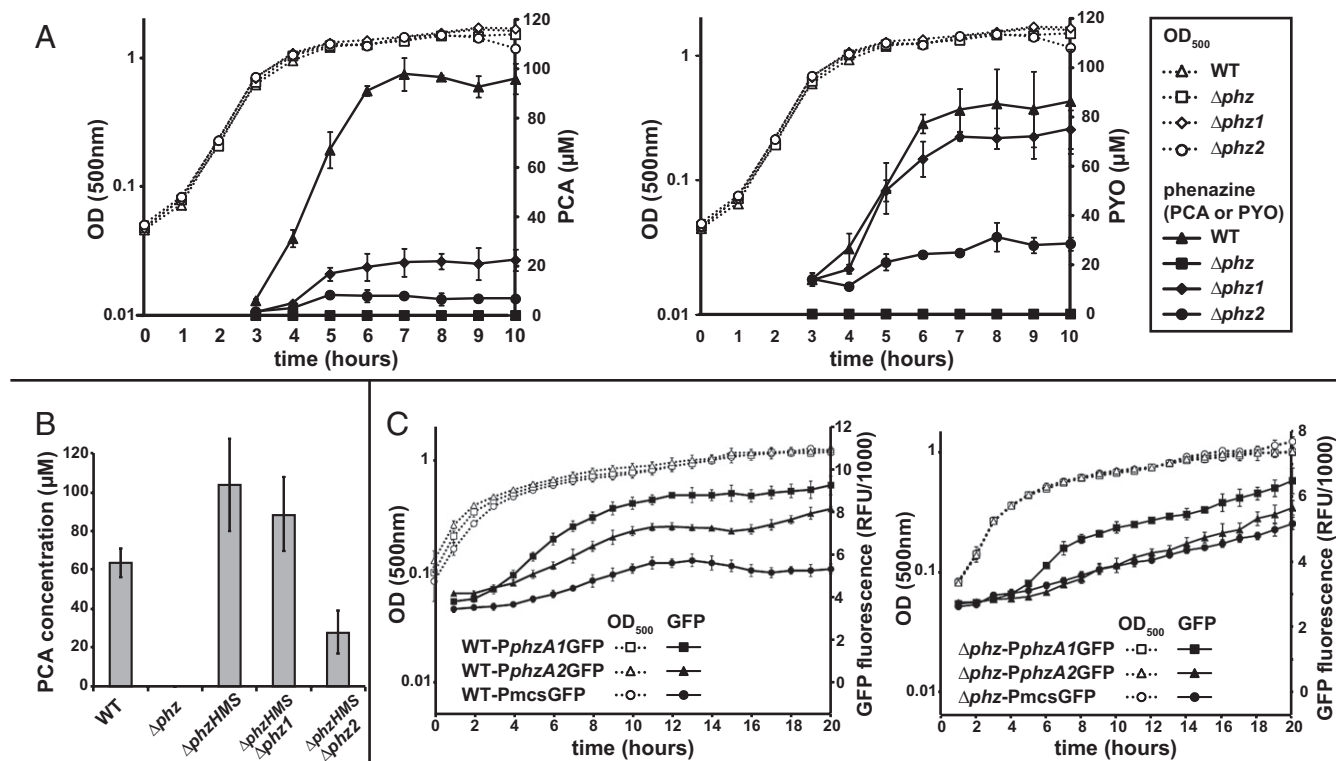 A
OD (500nm)
1
0.1
0.01
0 1 2 3 4 5 6 7 8 9 10
time (hours)
120
100
80
60
40
20
0
PCA (µM)
OD (500nm)
1
0.1
0.01
0 1 2 3 4 5 6 7 8 9 10
time (hours)
120
100
80
60
40
20
0
PYO (µM)
OD500
WT
Δphz
Δphz1
Δphz2
phenazine
(PCA or PYO)
WT
Δphz
Δphz1
Δphz2
B
PCA concentration (µM)
120
100
80
60
40
20
0
WT
Δphz
ΔphzHMS
ΔphzHMS
Δphz1
ΔphzHMS
Δphz2
C
OD (500nm)
1
0.1
0.01
0 2 4 6 8 10 12 14 16 18 20
time (hours)
12
10
8
6
4
2
0
GFP fluorescence (RFU/1000)
OD500 GFP
WT-PphzA1GFP
WT-PphzA2GFP
WT-PmcsGFP
OD (500nm)
1
0.1
0.01
0 2 4 6 8 10 12 14 16 18 20
time (hours)
8
6
4
2
0
GFP fluorescence (RFU/1000)
OD500 GFP
Δphz-PphzA1GFP
Δphz-PphzA2GFP
Δphz-PmcsGFP